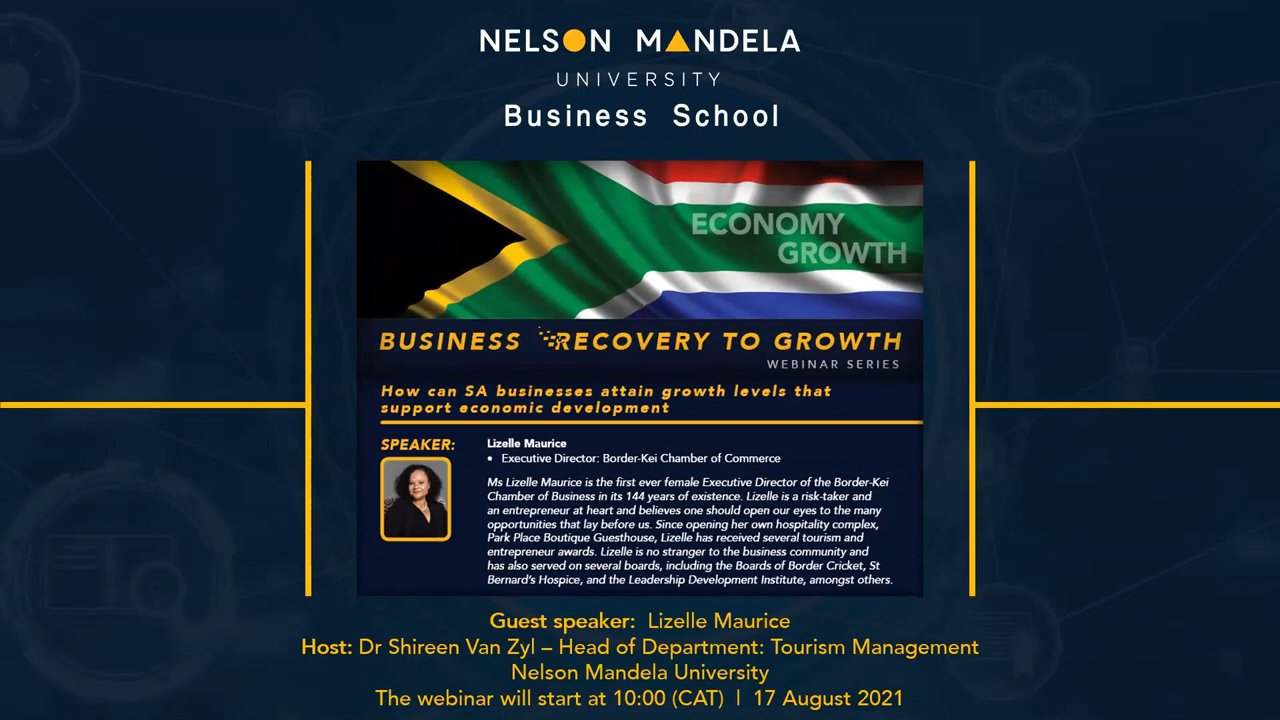 NELSON MANDELA
UNIVERSITY
Business School
ECONOMY
GROWTH
BUSINESS RECOVERY TO GROWTH
WEBINAR SERIES
How can SA businesses attain growth levels that
support economic development
SPEAKER:
Lizelle Maurice
• Executive Director: Border-Kei Chamber of Commerce
Ms Lizelle Maurice is the first ever female Executive Director of the Border-Kei
Chamber of Business in its 144 years of existence. Lizelle is a risk-taker and
an entrepreneur at heart and believes one should open our eyes to the many
opportunities that lay before us. Since opening her own hospitality complex,
Park Place Boutique Guesthouse, Lizelle has received several tourism and
entrepreneur awards. Lizelle is no stranger to the business community and
has also served on several boards, including the Boards of Border Cricket, St
Bernard's Hospice, and the Leadership Development Institute, amongst others.
Guest speaker: Lizelle Maurice
Host: Dr Shireen Van Zyl – Head of Department: Tourism Management
Nelson Mandela University
The webinar will start at 10:00 (CAT) | 17 August 2021